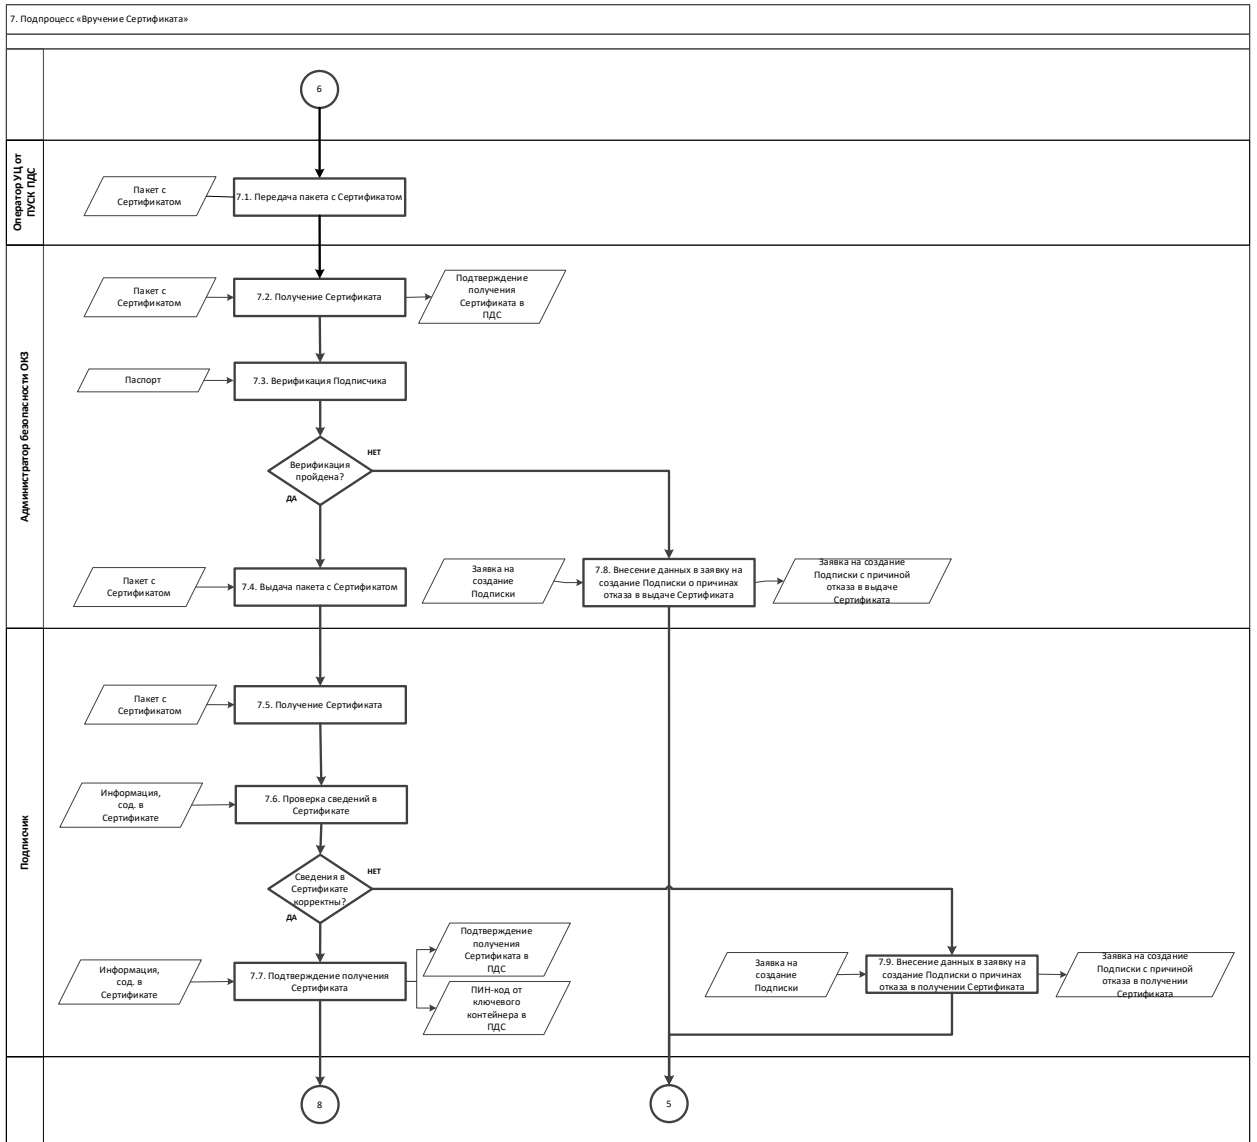 7. Подпроцесс «Вручение Сертификата»
6
Оператор УЦ от
ПУСК ПДС
Пакет с
Сертификатом
7.1. Передача пакета с Сертификатом
Администратор безопасности ОКЗ
Пакет с
Сертификатом
7.2. Получение Сертификата
Подтверждение
получения
Сертификата в
ПДС
Паспорт
7.3. Верификация Подписчика
Верификация
пройдена?
НЕТ
ДА
Пакет с
Сертификатом
7.4. Выдача пакета с Сертификатом
Заявка на
создание
Подписки
7.8. Внесение данных в заявку на
создание Подписки о причинах
отказа в выдаче Сертификата
Заявка на создание
Подписки с причиной
отказа в выдаче
Сертификата
Подписчик
Пакет с
Сертификатом
7.5. Получение Сертификата
Информация,
сод. в
Сертификате
7.6. Проверка сведений в
Сертификате
Сведения в
Сертификате
корректны?
НЕТ
ДА
Информация,
сод. в
Сертификате
7.7. Подтверждение получения
Сертификата
Подтверждение
получения
Сертификата в
ПДС
ПИН-код от
ключевого
контейнера в
ПДС
Заявка на
создание
Подписки
7.9. Внесение данных в заявку на
создание Подписки о причинах
отказа в получении Сертификата
Заявка на создание
Подписки с причиной
отказа в получении
Сертификата
8
5